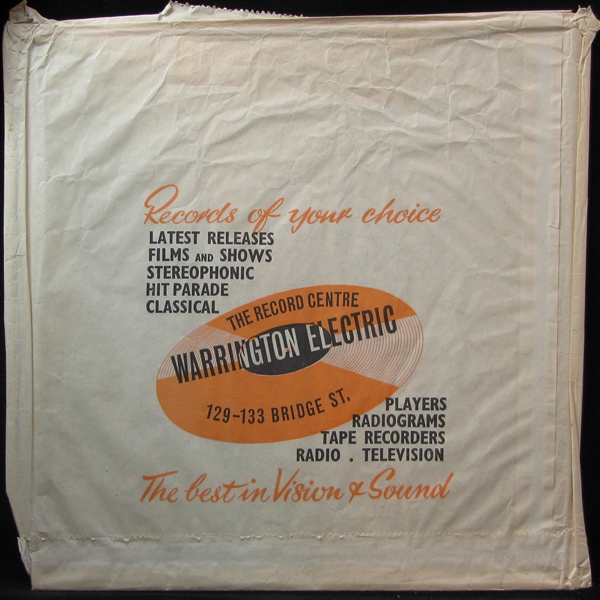 Records of your choice
LATEST RELEASES
FILMS AND SHOWS
STEREOPHONIC
HIT PARADE
CLASSICAL
THE RECORD CENTRE
WARRINGTON ELECTRIC
129-133 BRIDGE ST.
PLAYERS
RADIOGRAMS
TAPE RECORDERS
RADIO . TELEVISION
The best in Vision & Sound